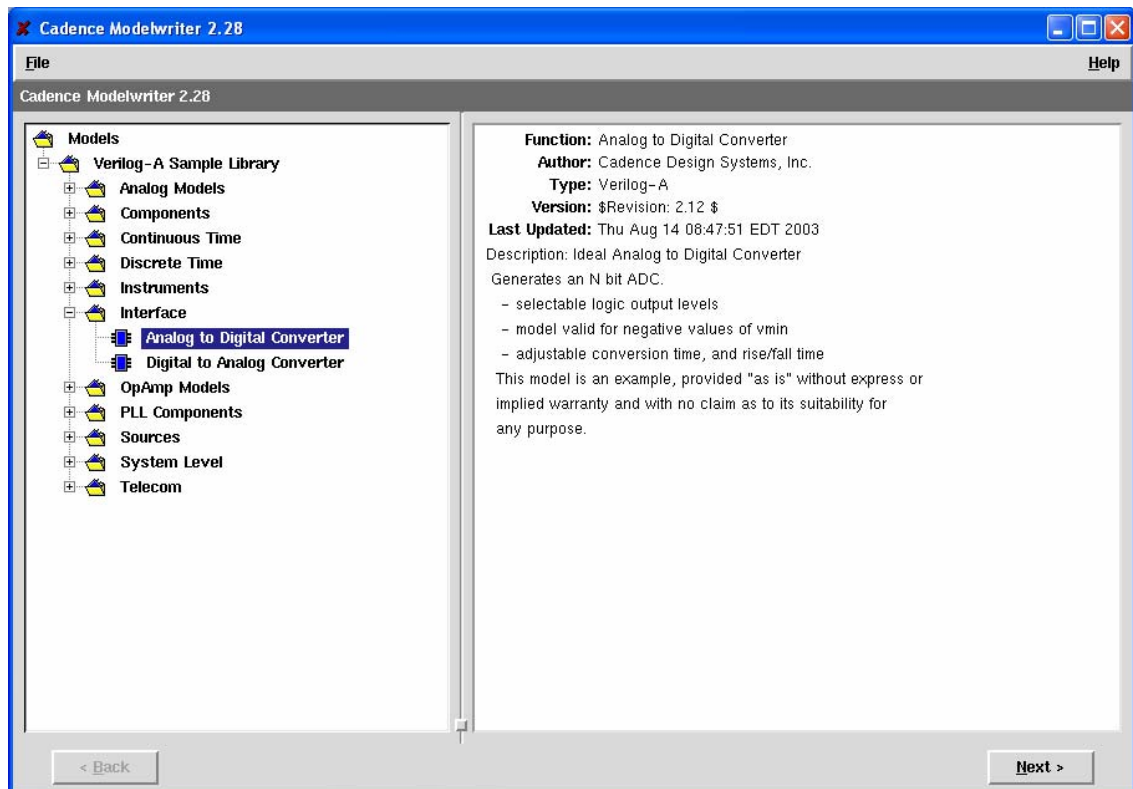 Cadence Modelwriter 2.28
File Help
Cadence Modelwriter 2.28
Models
Verilog-A Sample Library
Analog Models
Components
Continuous Time
Discrete Time
Instruments
Interface
Analog to Digital Converter
Digital to Analog Converter
OpAmp Models
PLL Components
Sources
System Level
Telecom
Function: Analog to Digital Converter
Author: Cadence Design Systems, Inc.
Type: Verilog-A
Version: $Revision: 2.12 $
Last Updated: Thu Aug 14 08:47:51 EDT 2003
Description: Ideal Analog to Digital Converter
Generates an N bit ADC.
- selectable logic output levels
- model valid for negative values of vmin
- adjustable conversion time, and rise/fall time
This model is an example, provided "as is" without express or
implied warranty and with no claim as to its suitability for
any purpose.
< Back Next >